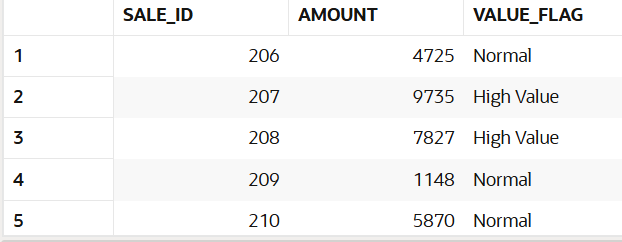 SALE_ID AMOUNT VALUE_FLAG
1 206 4725 Normal
2 207 9735 High Value
3 208 7827 High Value
4 209 1148 Normal
5 210 5870 Normal